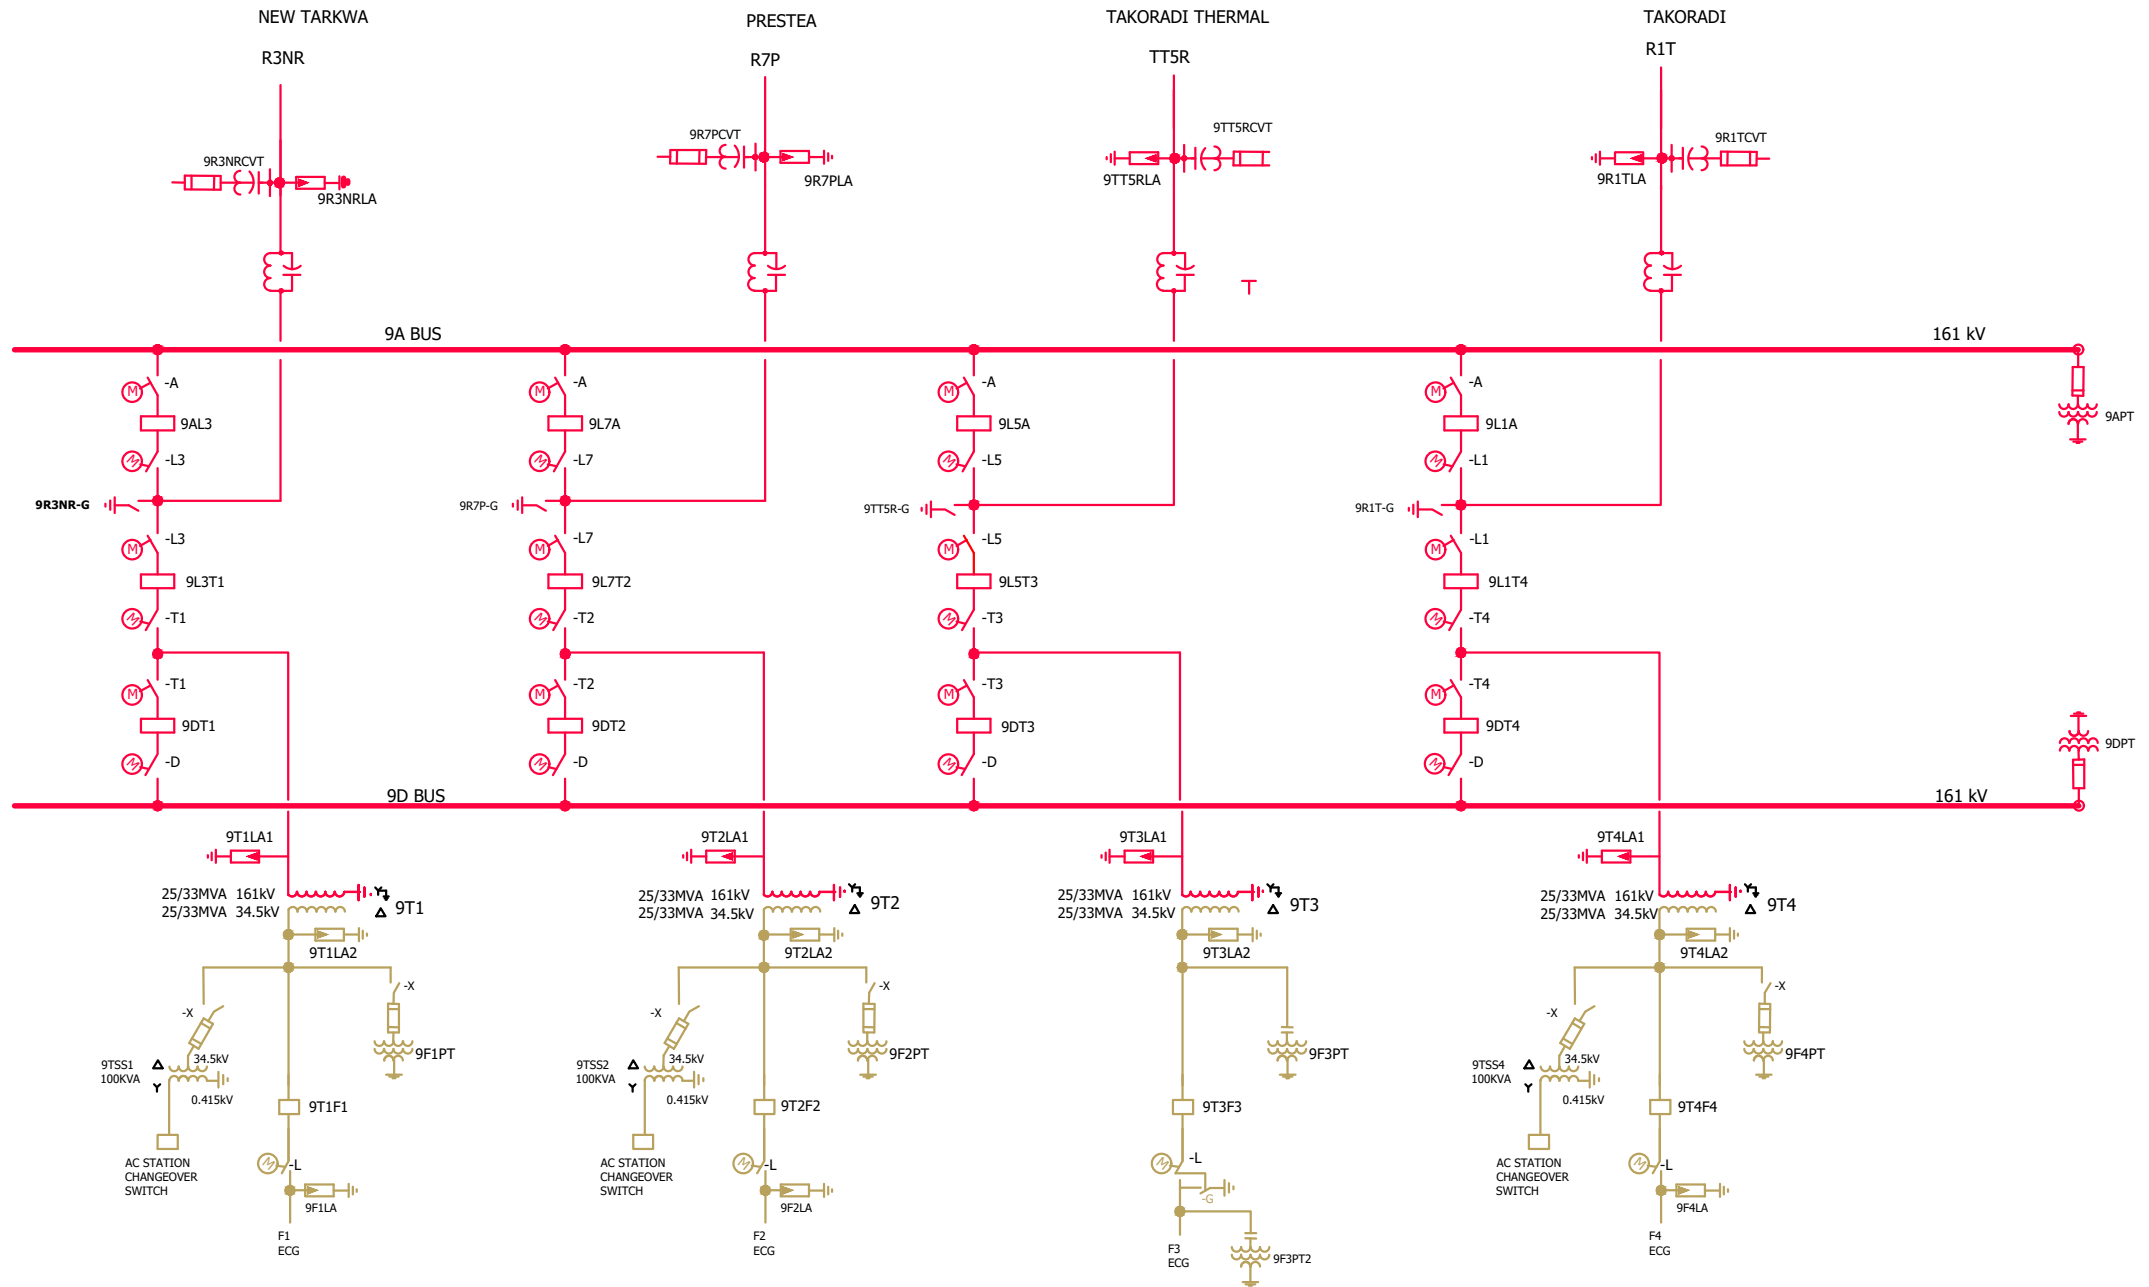 NEW TARKWA
PRESTEA
TAKORADI THERMAL
TAKORADI
R3NR
R7P
TT5R
R1T
9R3NRCVT
9R3NRLA
9R7PCVT
9R7PLA
9TT5RCVT
9TT5RLA
9R1TCVT
9R1TLA
9A BUS
161 kV
-A
-A
-A
-A
M
M
M
M
9AL3
9L7A
9L5A
9L1A
9APT
-L3
-L7
-L5
-L1
M
M
M
M
9R3NR-G
9R7P-G
9TT5R-G
9R1T-G
-L3
-L7
-L5
-L1
M
M
M
M
9L3T1
9L7T2
9L5T3
9L1T4
-T1
-T2
-T3
-T4
M
M
M
M
-T1
-T2
-T3
-T4
M
M
M
M
9DT1
9DT2
9DT3
9DT4
9DPT
-D
-D
-D
-D
M
M
M
M
9D BUS
161 kV
9T1LA1
9T2LA1
9T3LA1
9T4LA1
25/33MVA 161kV
25/33MVA 34.5kV
9T1
25/33MVA 161kV
25/33MVA 34.5kV
9T2
25/33MVA 161kV
25/33MVA 34.5kV
9T3
25/33MVA 161kV
25/33MVA 34.5kV
9T4
9T1LA2
9T2LA2
9T3LA2
9T4LA2
-X
-X
-X
-X
-X
-X
9F1PT
9F2PT
9F3PT
9F4PT
9TSS1
100KVA
34.5kV
0.415kV
9TSS2
100KVA
34.5kV
0.415kV
9TSS4
100KVA
34.5kV
0.415kV
9T1F1
9T2F2
9T3F3
9T4F4
AC STATION
CHANGEOVER
SWITCH
AC STATION
CHANGEOVER
SWITCH
AC STATION
CHANGEOVER
SWITCH
M
-L
M
-L
M
-L
M
-L
-G
9F1LA
9F2LA
9F4LA
F1
ECG
F2
ECG
F3
ECG
9F3PT2
F4
ECG